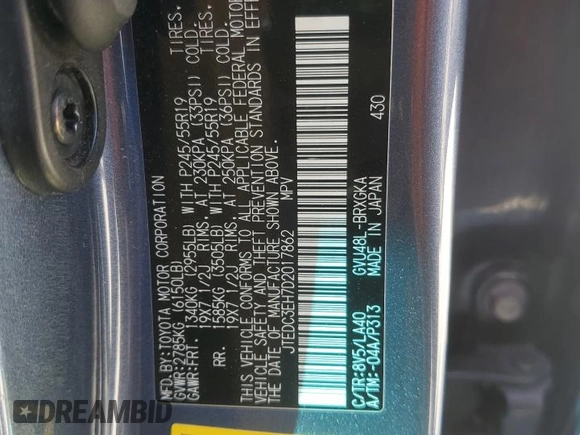 MFD.BY:TOYOTA MOTOR CORPORATION
GVWR:2785KG (6150LB)
GAWR:FRT. 1340KG (2955LB) WITH P245/55R19 TIRES.
19X7 1/2J RIMS, AT 230KPA (33PSI) COLD.
RR. 1585KG (3505LB) WITH P245/55R19 TIRES.
19X7 1/2J RIMS, AT 250KPA (36PSI) COLD.
THIS VEHICLE CONFORMS TO ALL APPLICABLE FEDERAL MOTOR
VEHICLE SAFETY AND THEFT PREVENTION STANDARDS IN EFFE
ON THE DATE OF MANUFACTURE SHOWN ABOVE.
JTEDC3EH7D2017862 MPV
C/TR:8V5/LA40 GVU48L-BRXGKA
A/TM:-04A/P313 MADE IN JAPAN 430
DREAMBID